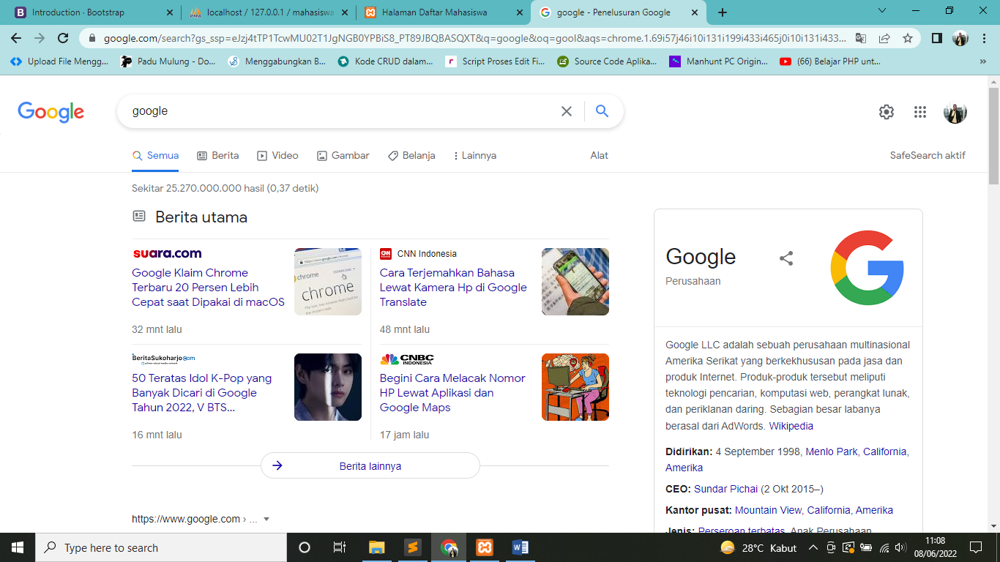 Introduction · Bootstrap
localhost / 127.0.0.1 / mahasiswa
Halaman Daftar Mahasiswa
google - Penelusuran Google
google.com/search?gs_ssp=eJzj4tTP1TcwMU02T1JgNGB0YPBiS8_PT89JBQBASQXT&q=google&oq=gool&aqs=chrome.1.69i57j46i10i131i199i433i465j0i10i131i433...
Upload File Mengg...
Padu Mulung - Do...
Menggabungkan B...
Kode CRUD dalam...
Script Proses Edit Fi...
Source Code Aplika...
Manhunt PC Origin...
(66) Belajar PHP unt...
Google
google
Semua
Berita
Video
Gambar
Belanja
Lainnya
Alat
SafeSearch aktif
Sekitar 25.270.000.000 hasil (0,37 detik)
Berita utama
suara.com
Google Klaim Chrome
Terbaru 20 Persen Lebih
Cepat saat Dipakai di macOS
32 mnt lalu
chrome
chrome
CNN Indonesia
Cara Terjemahkan Bahasa
Lewat Kamera Hp di Google
Translate
48 mnt lalu
BeritaSukoharjo.com
50 Teratas Idol K-Pop yang
Banyak Dicari di Google
Tahun 2022, V BTS...
16 mnt lalu
CNBC
INDONESIA
Begini Cara Melacak Nomor
HP Lewat Aplikasi dan
Google Maps
17 jam lalu
Berita lainnya
https://www.google.com › ...
Google
Perusahaan
Google LLC adalah sebuah perusahaan multinasional
Amerika Serikat yang berkekhususan pada jasa dan
produk Internet. Produk-produk tersebut meliputi
teknologi pencarian, komputasi web, perangkat lunak,
dan periklanan daring. Sebagian besar labanya
berasal dari AdWords. Wikipedia
Didirikan: 4 September 1998, Menlo Park, California,
Amerika
CEO: Sundar Pichai (2 Okt 2015–)
Kantor pusat: Mountain View, California, Amerika
Jenis: Perseroan terbatas, Anak Perusahaan
Type here to search
28°C Kabut
11:08
08/06/2022